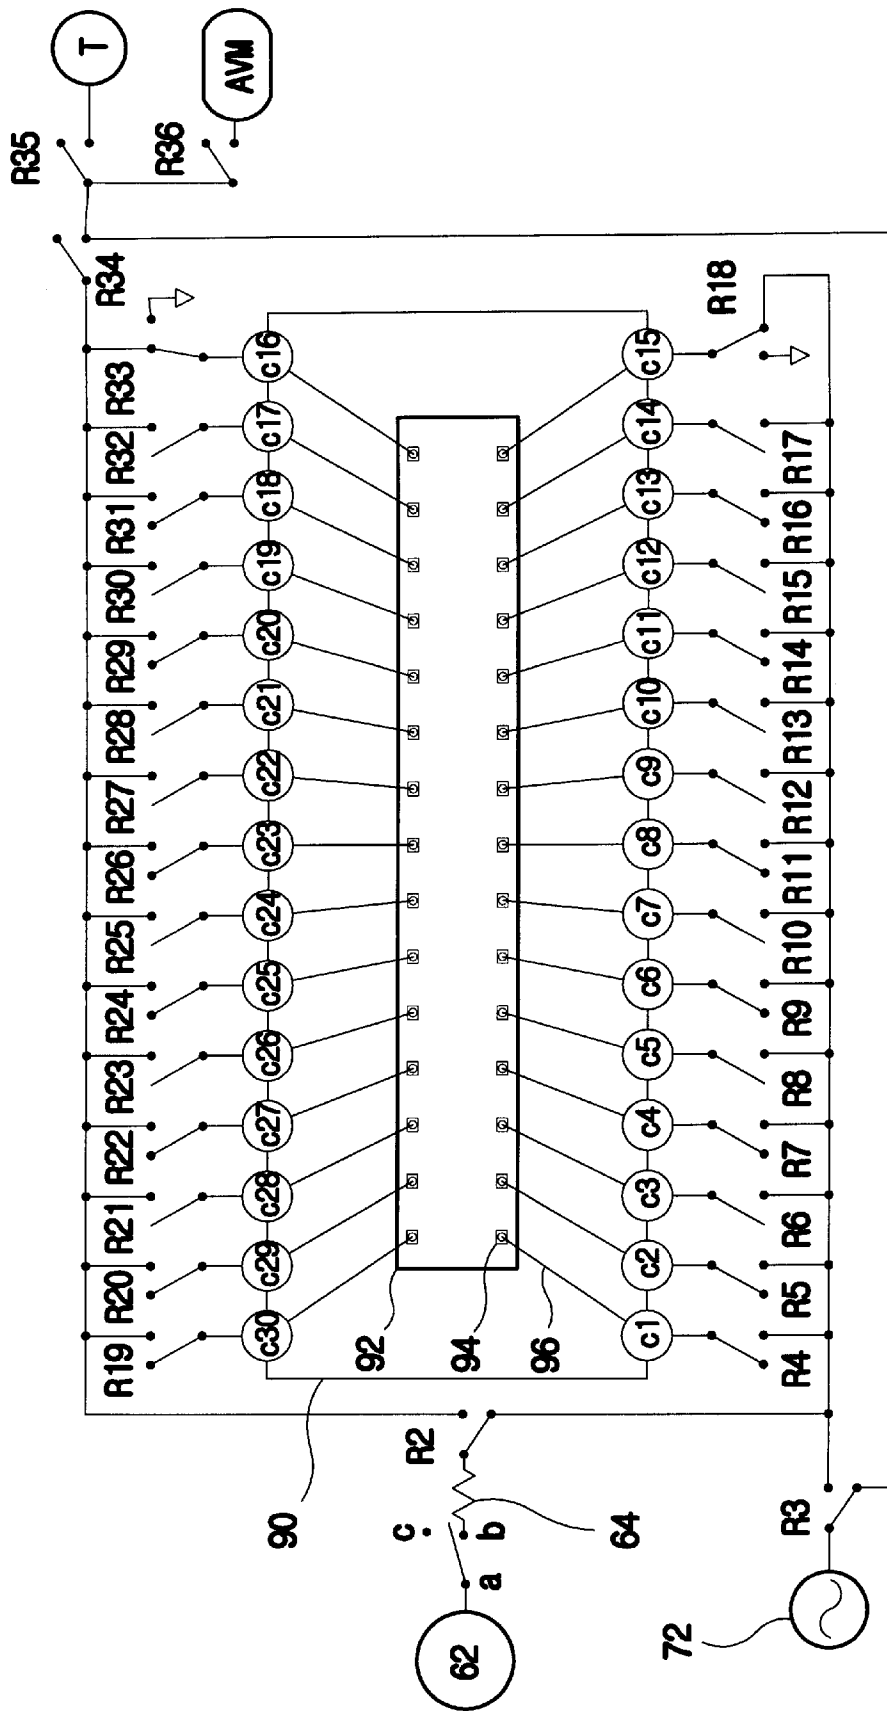 T
AVM
R35
R36
R34
R33
R32
R31
R30
R29
R28
R27
R26
R25
R24
R23
R22
R21
R20
R19
c16
c17
c18
c19
c20
c21
c22
c23
c24
c25
c26
c27
c28
c29
c30
92
94
96
c15
c14
c13
c12
c11
c10
c9
c8
c7
c6
c5
c4
c3
c2
c1
R18
R17
R16
R15
R14
R13
R12
R11
R10
R9
R8
R7
R6
R5
R4
R2
R3
90
c
b
a
64
62
72